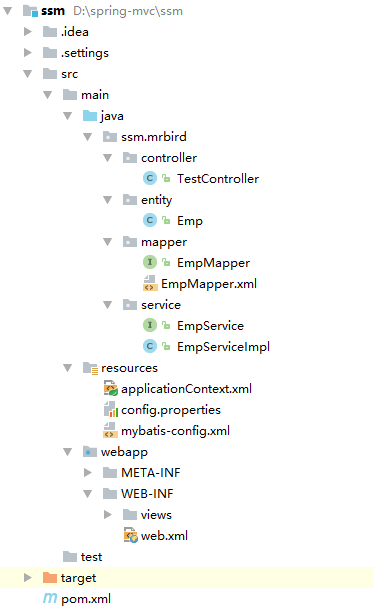 ssm D:\spring-mvc\ssm
.idea
.settings
src
main
java
ssm.mrbird
controller
C TestController
entity
C Emp
mapper
I EmpMapper
EmpMapper.xml
service
I EmpService
C EmpServiceImpl
resources
applicationContext.xml
config.properties
mybatis-config.xml
webapp
META-INF
WEB-INF
views
web.xml
test
target
m pom.xml